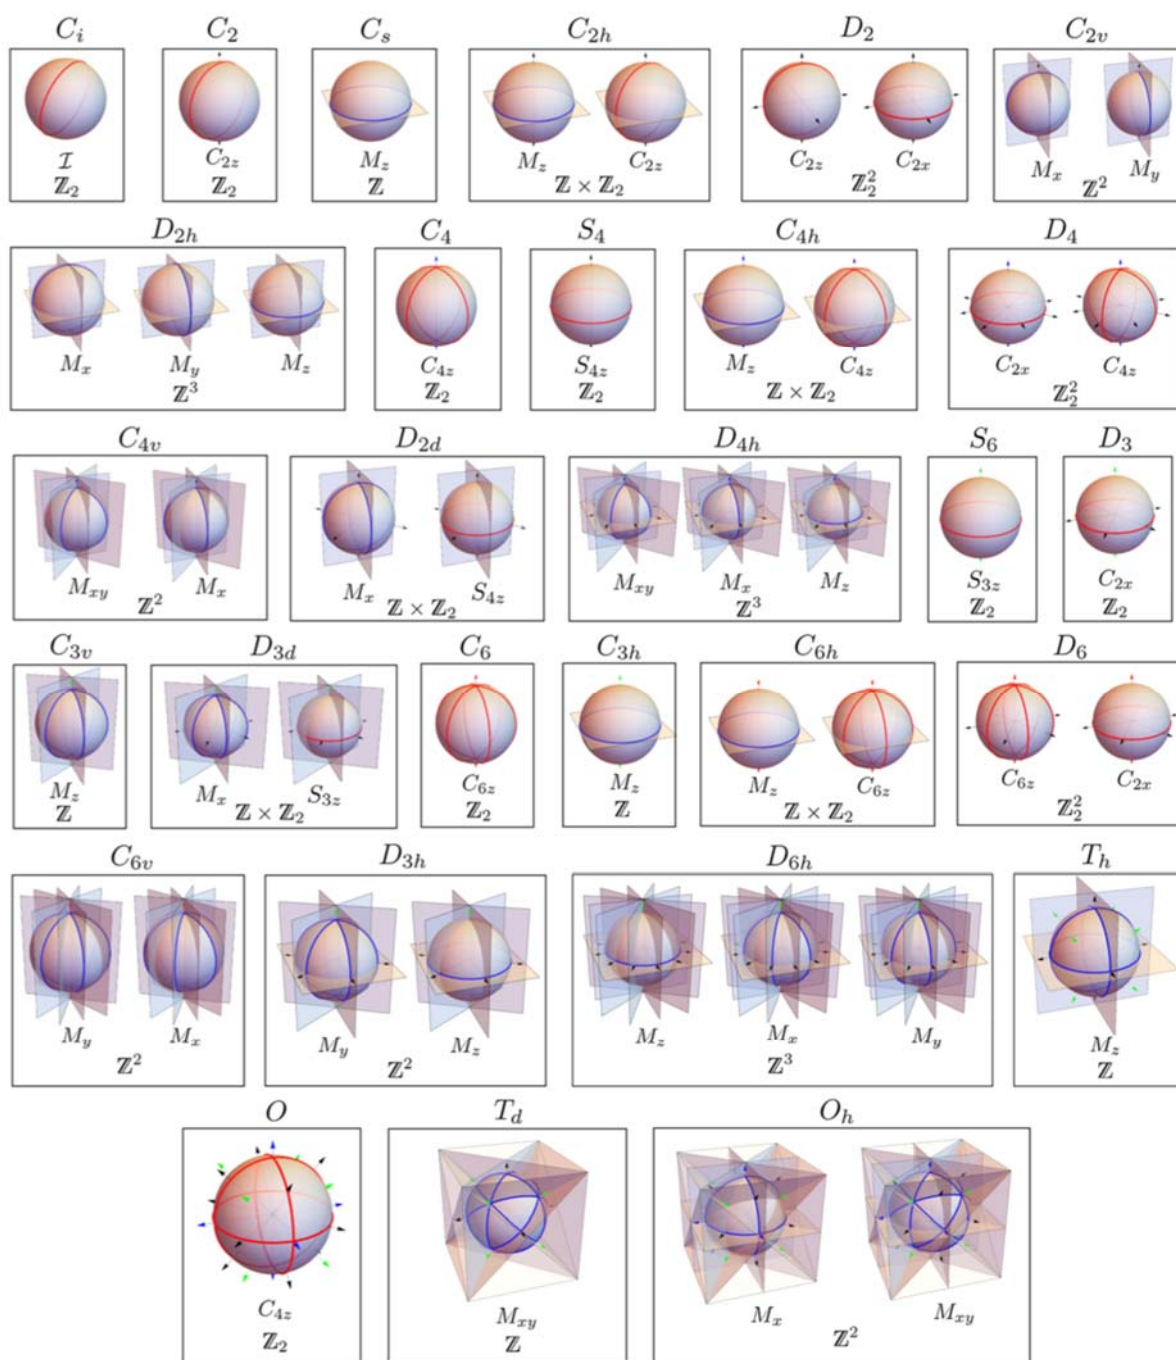 C_i C_2 C_s C_{2h} D_2 C_{2v}
𝓘 C_{2z} M_z M_z C_{2z} C_{2z} C_{2x} M_x M_y
ℤ_2 ℤ_2 ℤ ℤ × ℤ_2 ℤ_2^2 ℤ^2
D_{2h} C_4 S_4 C_{4h} D_4
M_x M_y M_z C_{4z} S_{4z} M_z C_{4z} C_{2x} C_{4z}
ℤ^3 ℤ_2 ℤ_2 ℤ × ℤ_2 ℤ_2^2
C_{4v} D_{2d} D_{4h} S_6 D_3
M_{xy} M_x M_x S_{4z} M_{xy} M_x M_z S_{3z} C_{2x}
ℤ^2 ℤ × ℤ_2 ℤ^3 ℤ_2 ℤ_2
C_{3v} D_{3d} C_6 C_{3h} C_{6h} D_6
M_z M_x S_{3z} C_{6z} M_z M_z C_{6z} C_{6z} C_{2x}
ℤ ℤ × ℤ_2 ℤ_2 ℤ ℤ × ℤ_2 ℤ_2^2
C_{6v} D_{3h} D_{6h} T_h
M_y M_x M_y M_z M_z M_x M_y M_z
ℤ^2 ℤ^2 ℤ^3 ℤ
O T_d O_h
C_{4z} M_{xy} M_x M_{xy}
ℤ_2 ℤ ℤ^2